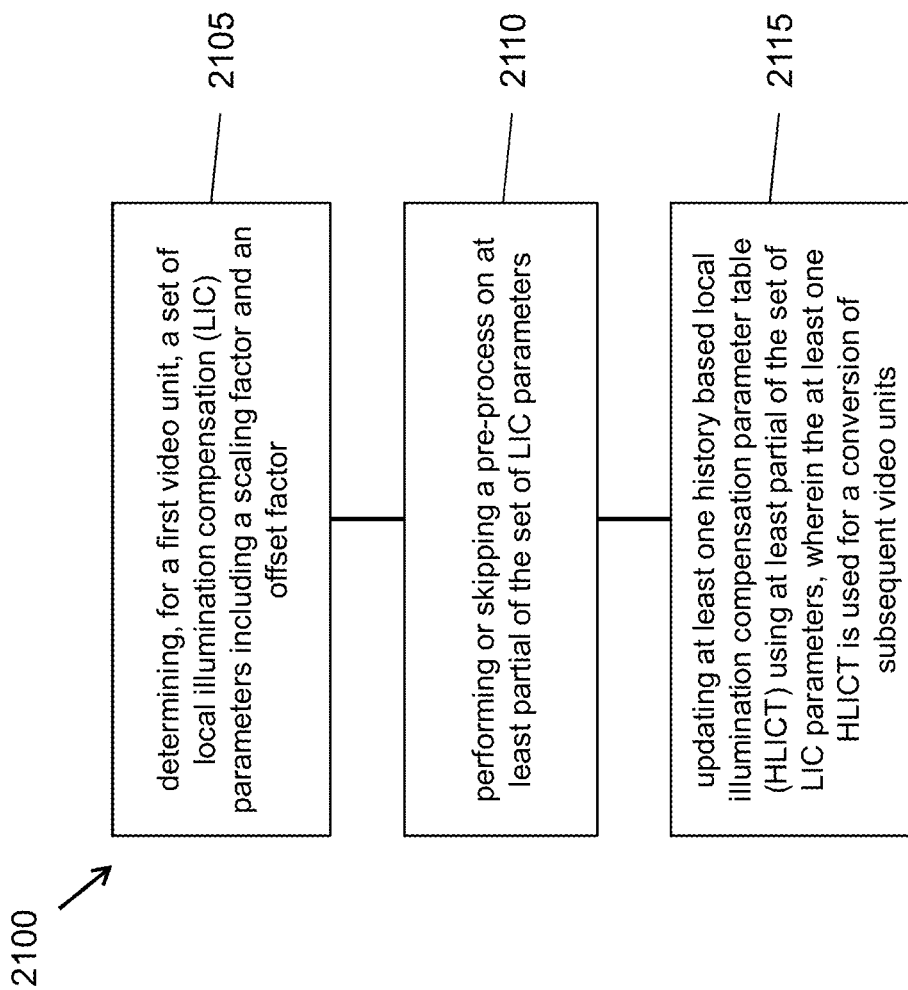 2100
determining, for a first video unit, a set of
local illumination compensation (LIC)
parameters including a scaling factor and an
offset factor
2105
performing or skipping a pre-process on at
least partial of the set of LIC parameters
2110
updating at least one history based local
illumination compensation parameter table
(HLICT) using at least partial of the set of
LIC parameters, wherein the at least one
HLICT is used for a conversion of
subsequent video units
2115